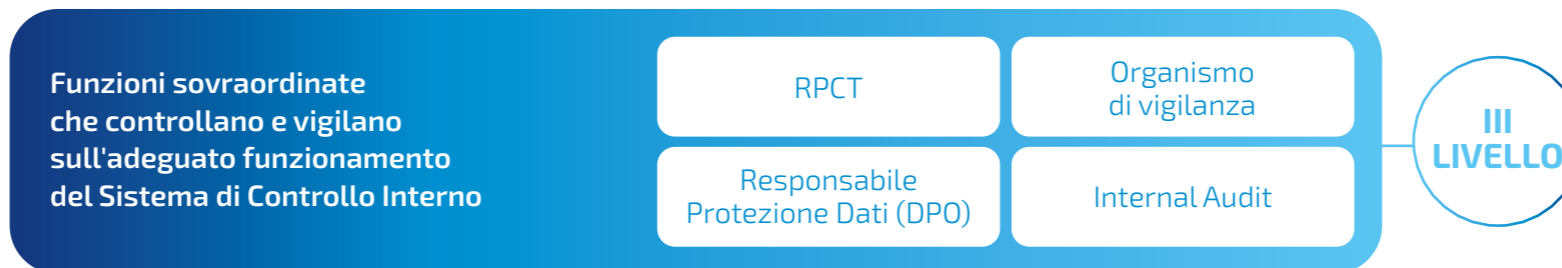 Funzioni sovraordinate
che controllano e vigilano
sull'adeguato funzionamento
del Sistema di Controllo Interno
RPCT
Organismo
di vigilanza
Responsabile
Protezione Dati (DPO)
Internal Audit
III
LIVELLO